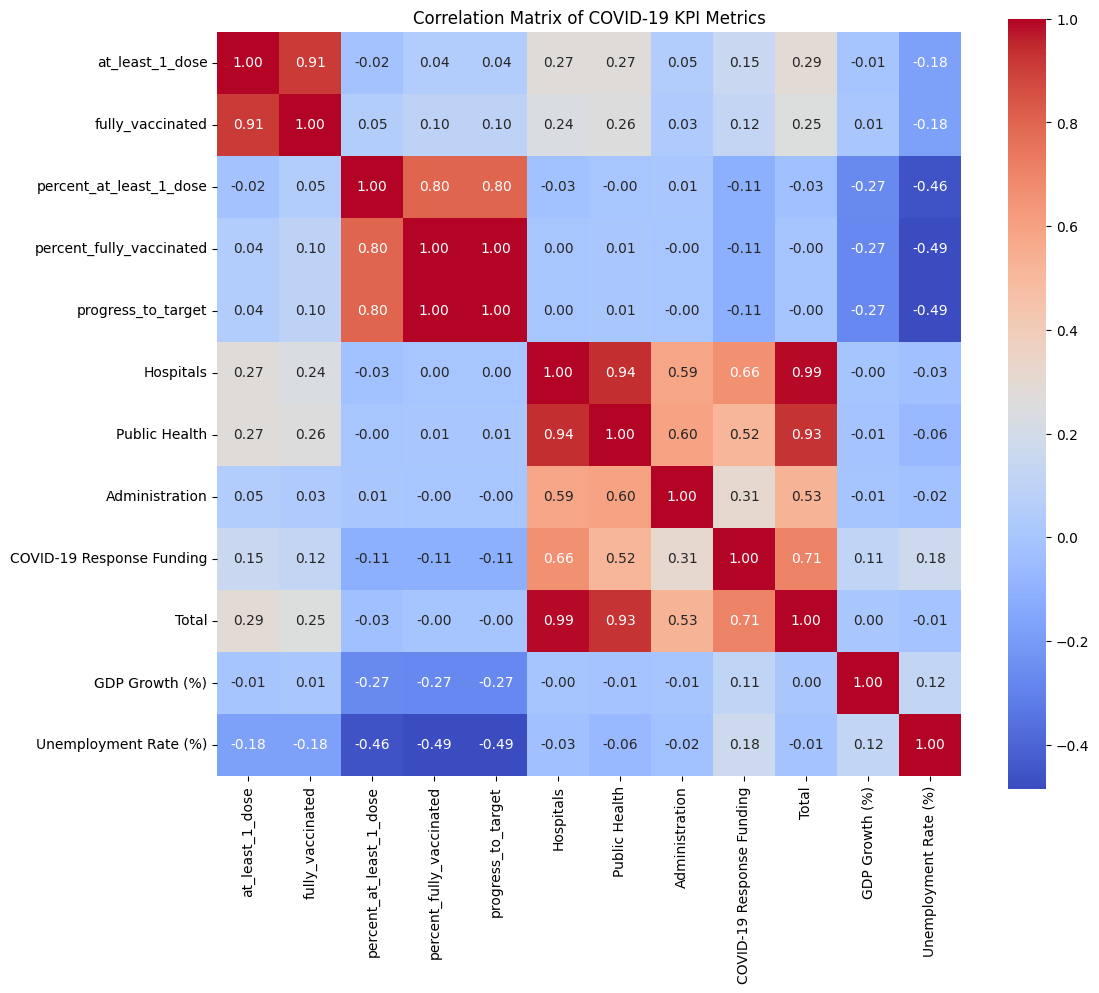 Correlation Matrix of COVID-19 KPI Metrics
at_least_1_dose 1.00 0.91 -0.02 0.04 0.04 0.27 0.27 0.05 0.15 0.29 -0.01 -0.18
fully_vaccinated 0.91 1.00 0.05 0.10 0.10 0.24 0.26 0.03 0.12 0.25 0.01 -0.18
percent_at_least_1_dose -0.02 0.05 1.00 0.80 0.80 -0.03 -0.00 0.01 -0.11 -0.03 -0.27 -0.46
percent_fully_vaccinated 0.04 0.10 0.80 1.00 1.00 0.00 0.01 -0.00 -0.11 -0.00 -0.27 -0.49
progress_to_target 0.04 0.10 0.80 1.00 1.00 0.00 0.01 -0.00 -0.11 -0.00 -0.27 -0.49
Hospitals 0.27 0.24 -0.03 0.00 0.00 1.00 0.94 0.59 0.66 0.99 -0.00 -0.03
Public Health 0.27 0.26 -0.00 0.01 0.01 0.94 1.00 0.60 0.52 0.93 -0.01 -0.06
Administration 0.05 0.03 0.01 -0.00 -0.00 0.59 0.60 1.00 0.31 0.53 -0.01 -0.02
COVID-19 Response Funding 0.15 0.12 -0.11 -0.11 -0.11 0.66 0.52 0.31 1.00 0.71 0.11 0.18
Total 0.29 0.25 -0.03 -0.00 -0.00 0.99 0.93 0.53 0.71 1.00 0.00 -0.01
GDP Growth (%) -0.01 0.01 -0.27 -0.27 -0.27 -0.00 -0.01 -0.01 0.11 0.00 1.00 0.12
Unemployment Rate (%) -0.18 -0.18 -0.46 -0.49 -0.49 -0.03 -0.06 -0.02 0.18 -0.01 0.12 1.00
at_least_1_dose
fully_vaccinated
percent_at_least_1_dose
percent_fully_vaccinated
progress_to_target
Hospitals
Public Health
Administration
COVID-19 Response Funding
Total
GDP Growth (%)
Unemployment Rate (%)
1.0
0.8
0.6
0.4
0.2
0.0
−0.2
−0.4